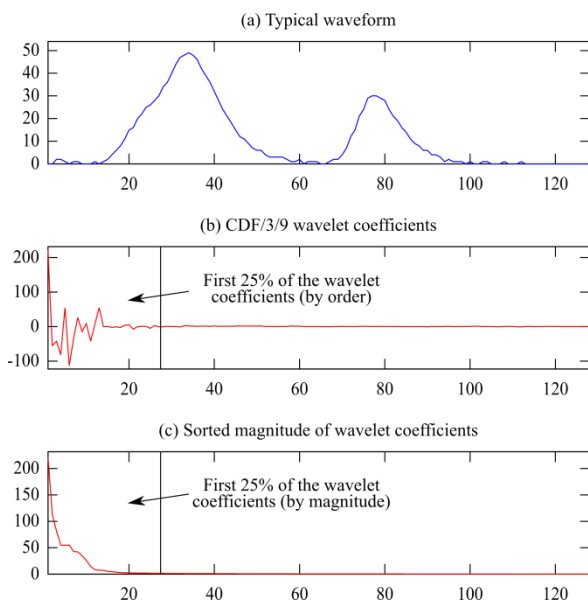 (a) Typical waveform
50
40
30
20
10
0
20 40 60 80 100 120
(b) CDF/3/9 wavelet coefficients
200
100
0
-100
First 25% of the wavelet
coefficients (by order)
20 40 60 80 100 120
(c) Sorted magnitude of wavelet coefficients
200
150
100
50
0
First 25% of the wavelet
coefficients (by magnitude)
20 40 60 80 100 120